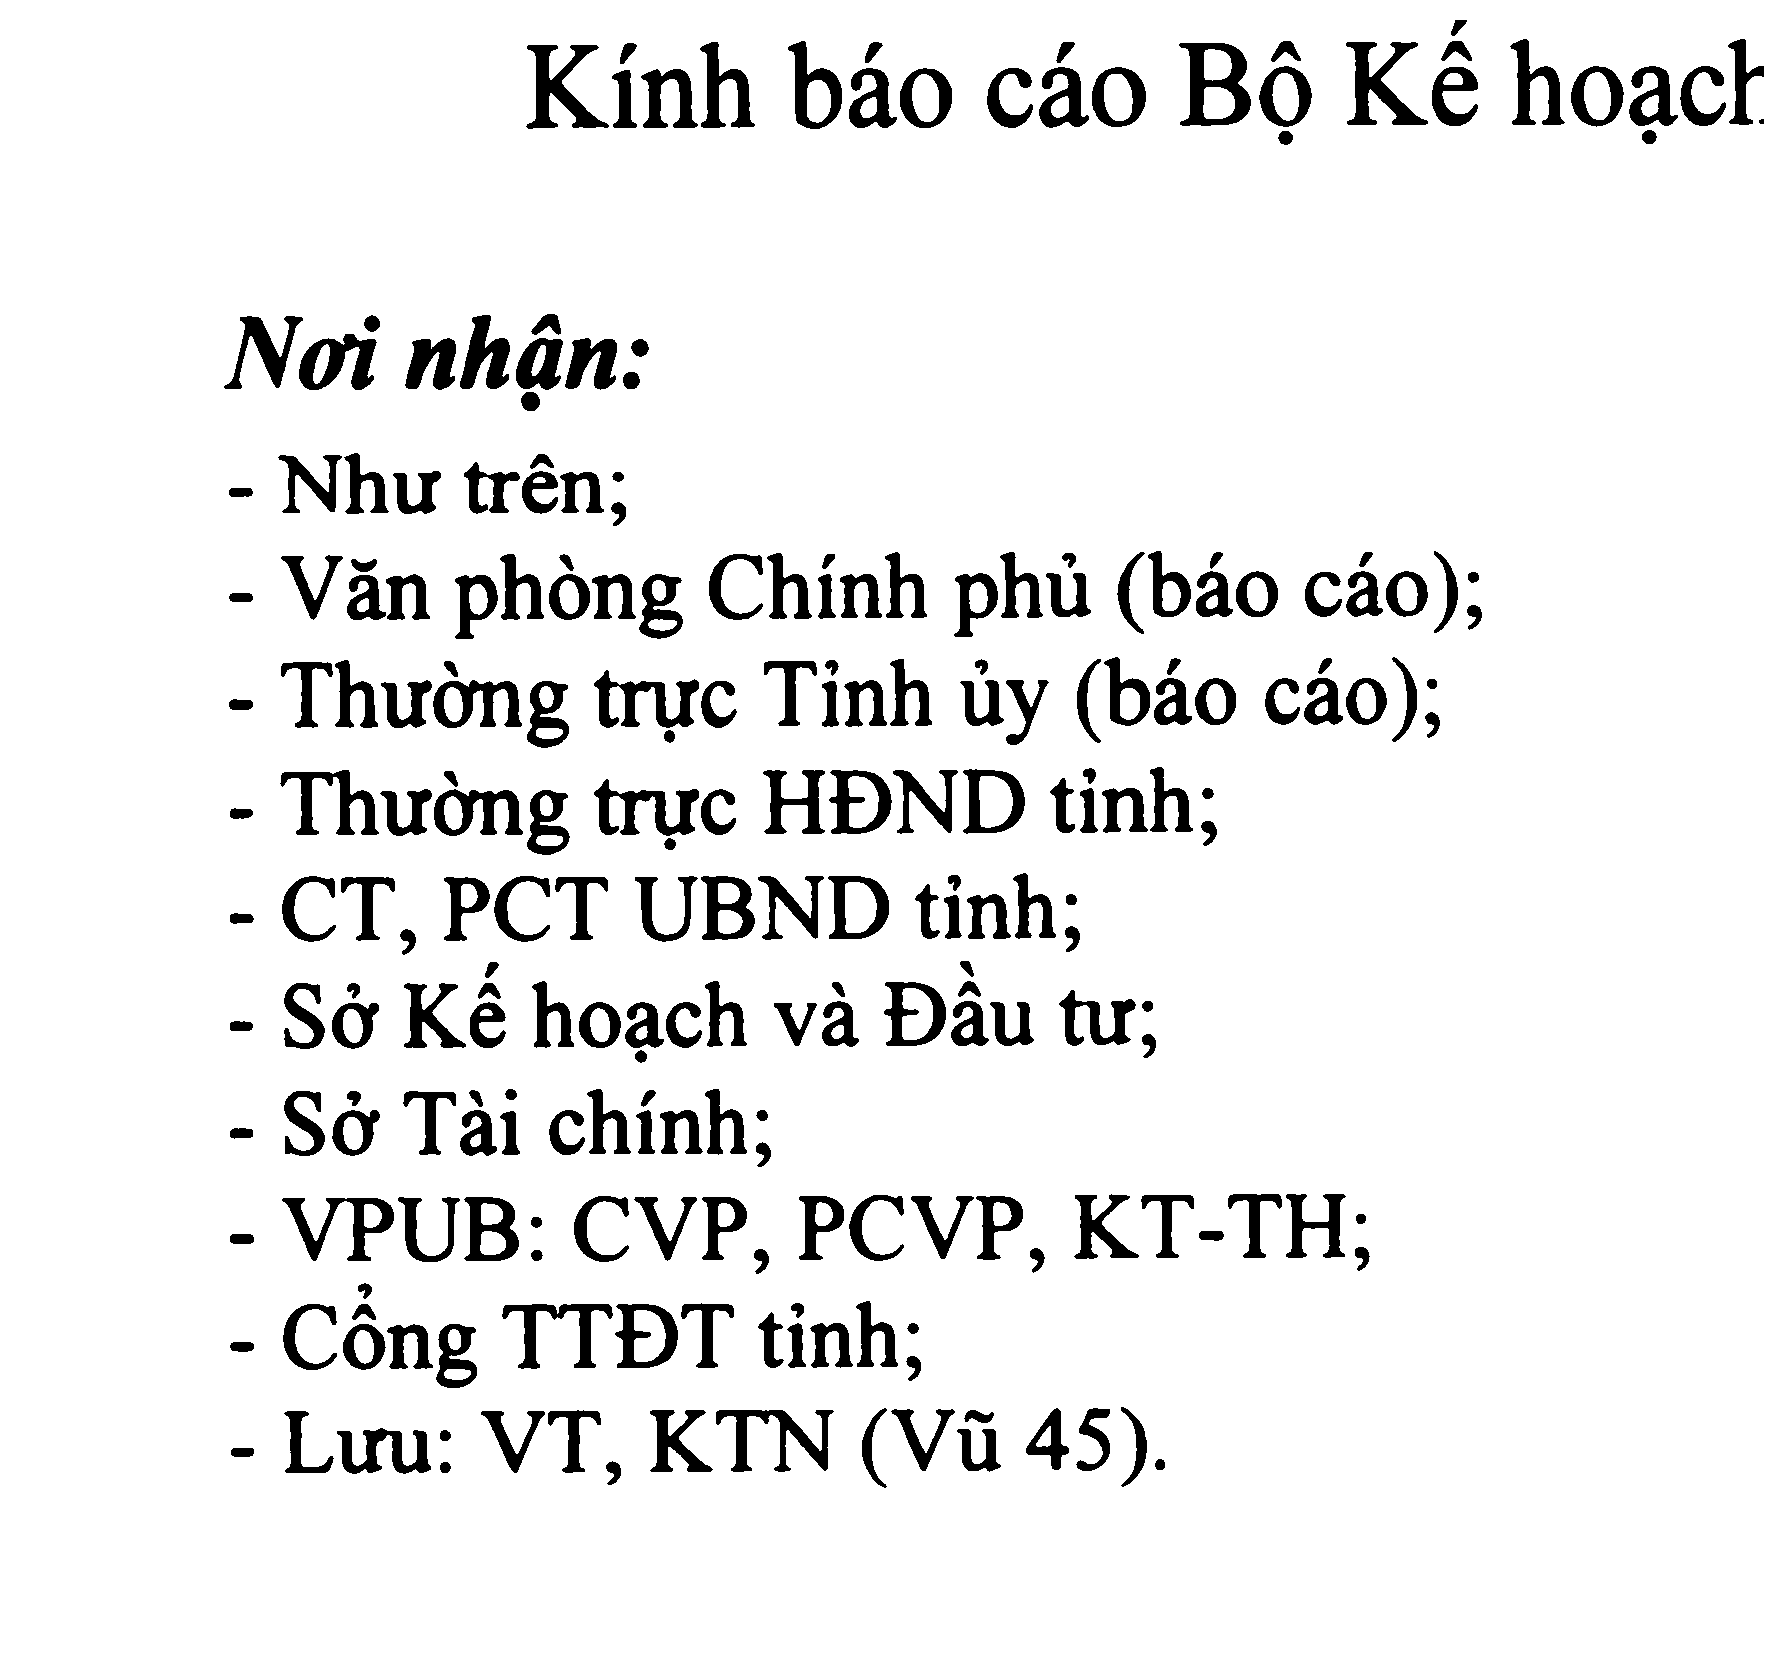 Kính báo cáo Bộ Kế hoạch
Nơi nhận:
- Như trên;
- Văn phòng Chính phủ (báo cáo);
- Thường trực Tỉnh ủy (báo cáo);
- Thường trực HĐND tỉnh;
- CT, PCT UBND tỉnh;
- Sở Kế hoạch và Đầu tư;
- Sở Tài chính;
- VPUB: CVP, PCVP, KT-TH;
- Cổng TTĐT tỉnh;
- Lưu: VT, KTN (Vũ 45).